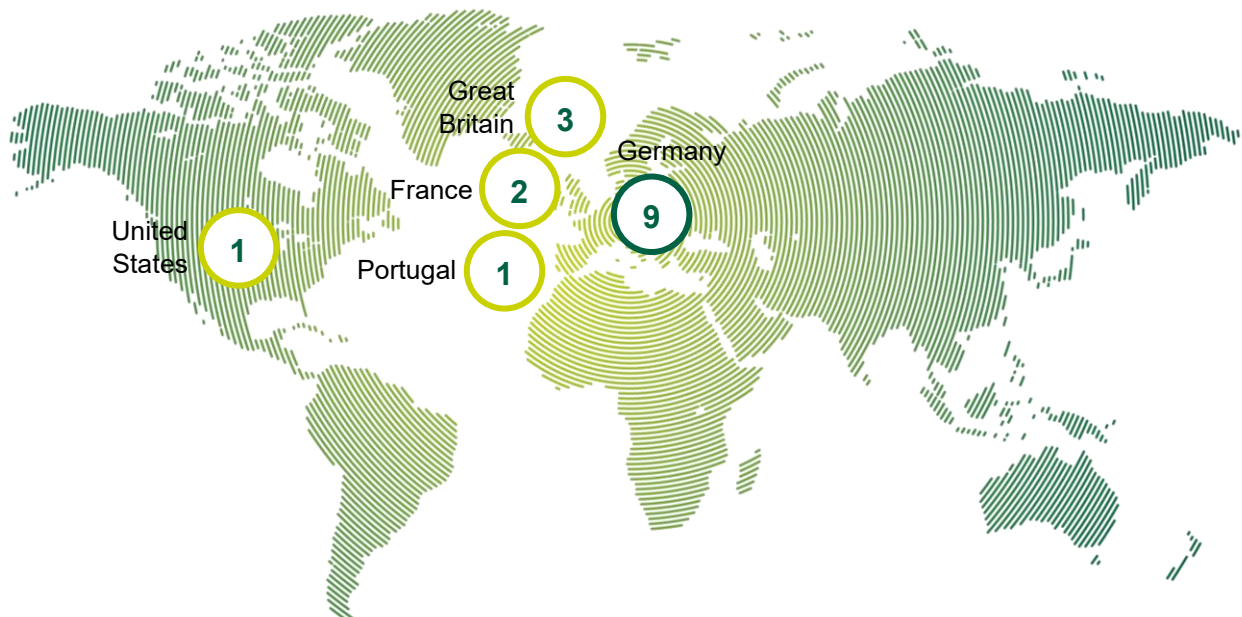 Great
Britain
3
Germany
France
2
9
United
States
1
Portugal
1